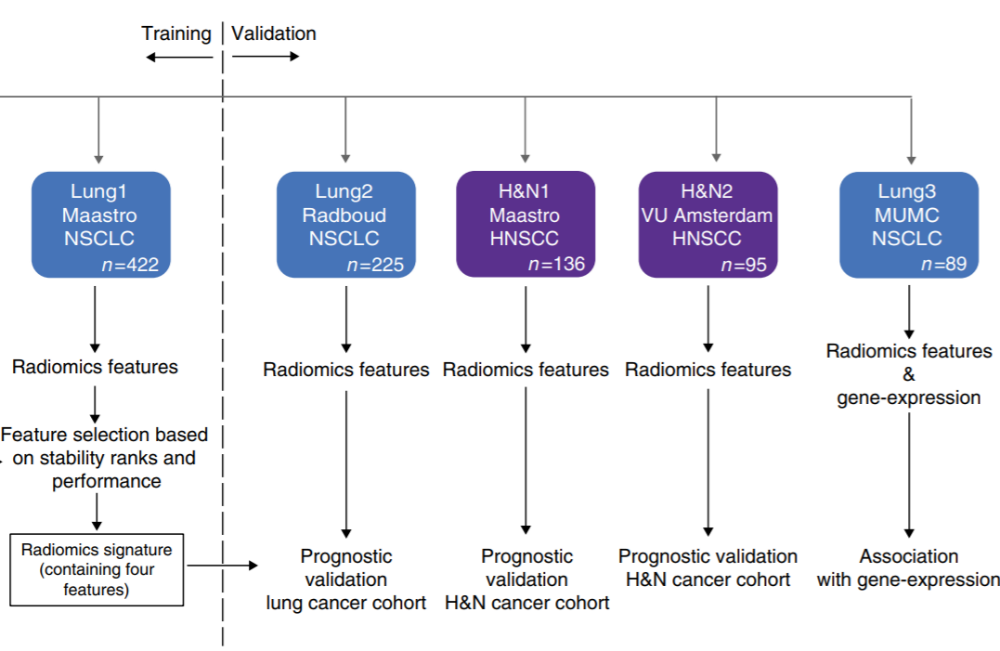 Training
Validation
Lung1
Maastro
NSCLC
n=422
Lung2
Radboud
NSCLC
n=225
H&N1
Maastro
HNSCC
n=136
H&N2
VU Amsterdam
HNSCC
n=95
Lung3
MUMC
NSCLC
n=89
Radiomics features
Feature selection based
on stability ranks and
performance
Radiomics signature
(containing four
features)
Radiomics features
Prognostic
validation
lung cancer cohort
Radiomics features
Prognostic
validation
H&N cancer cohort
Radiomics features
Prognostic validation
H&N cancer cohort
Radiomics features
&
gene-expression
Association
with gene-expression